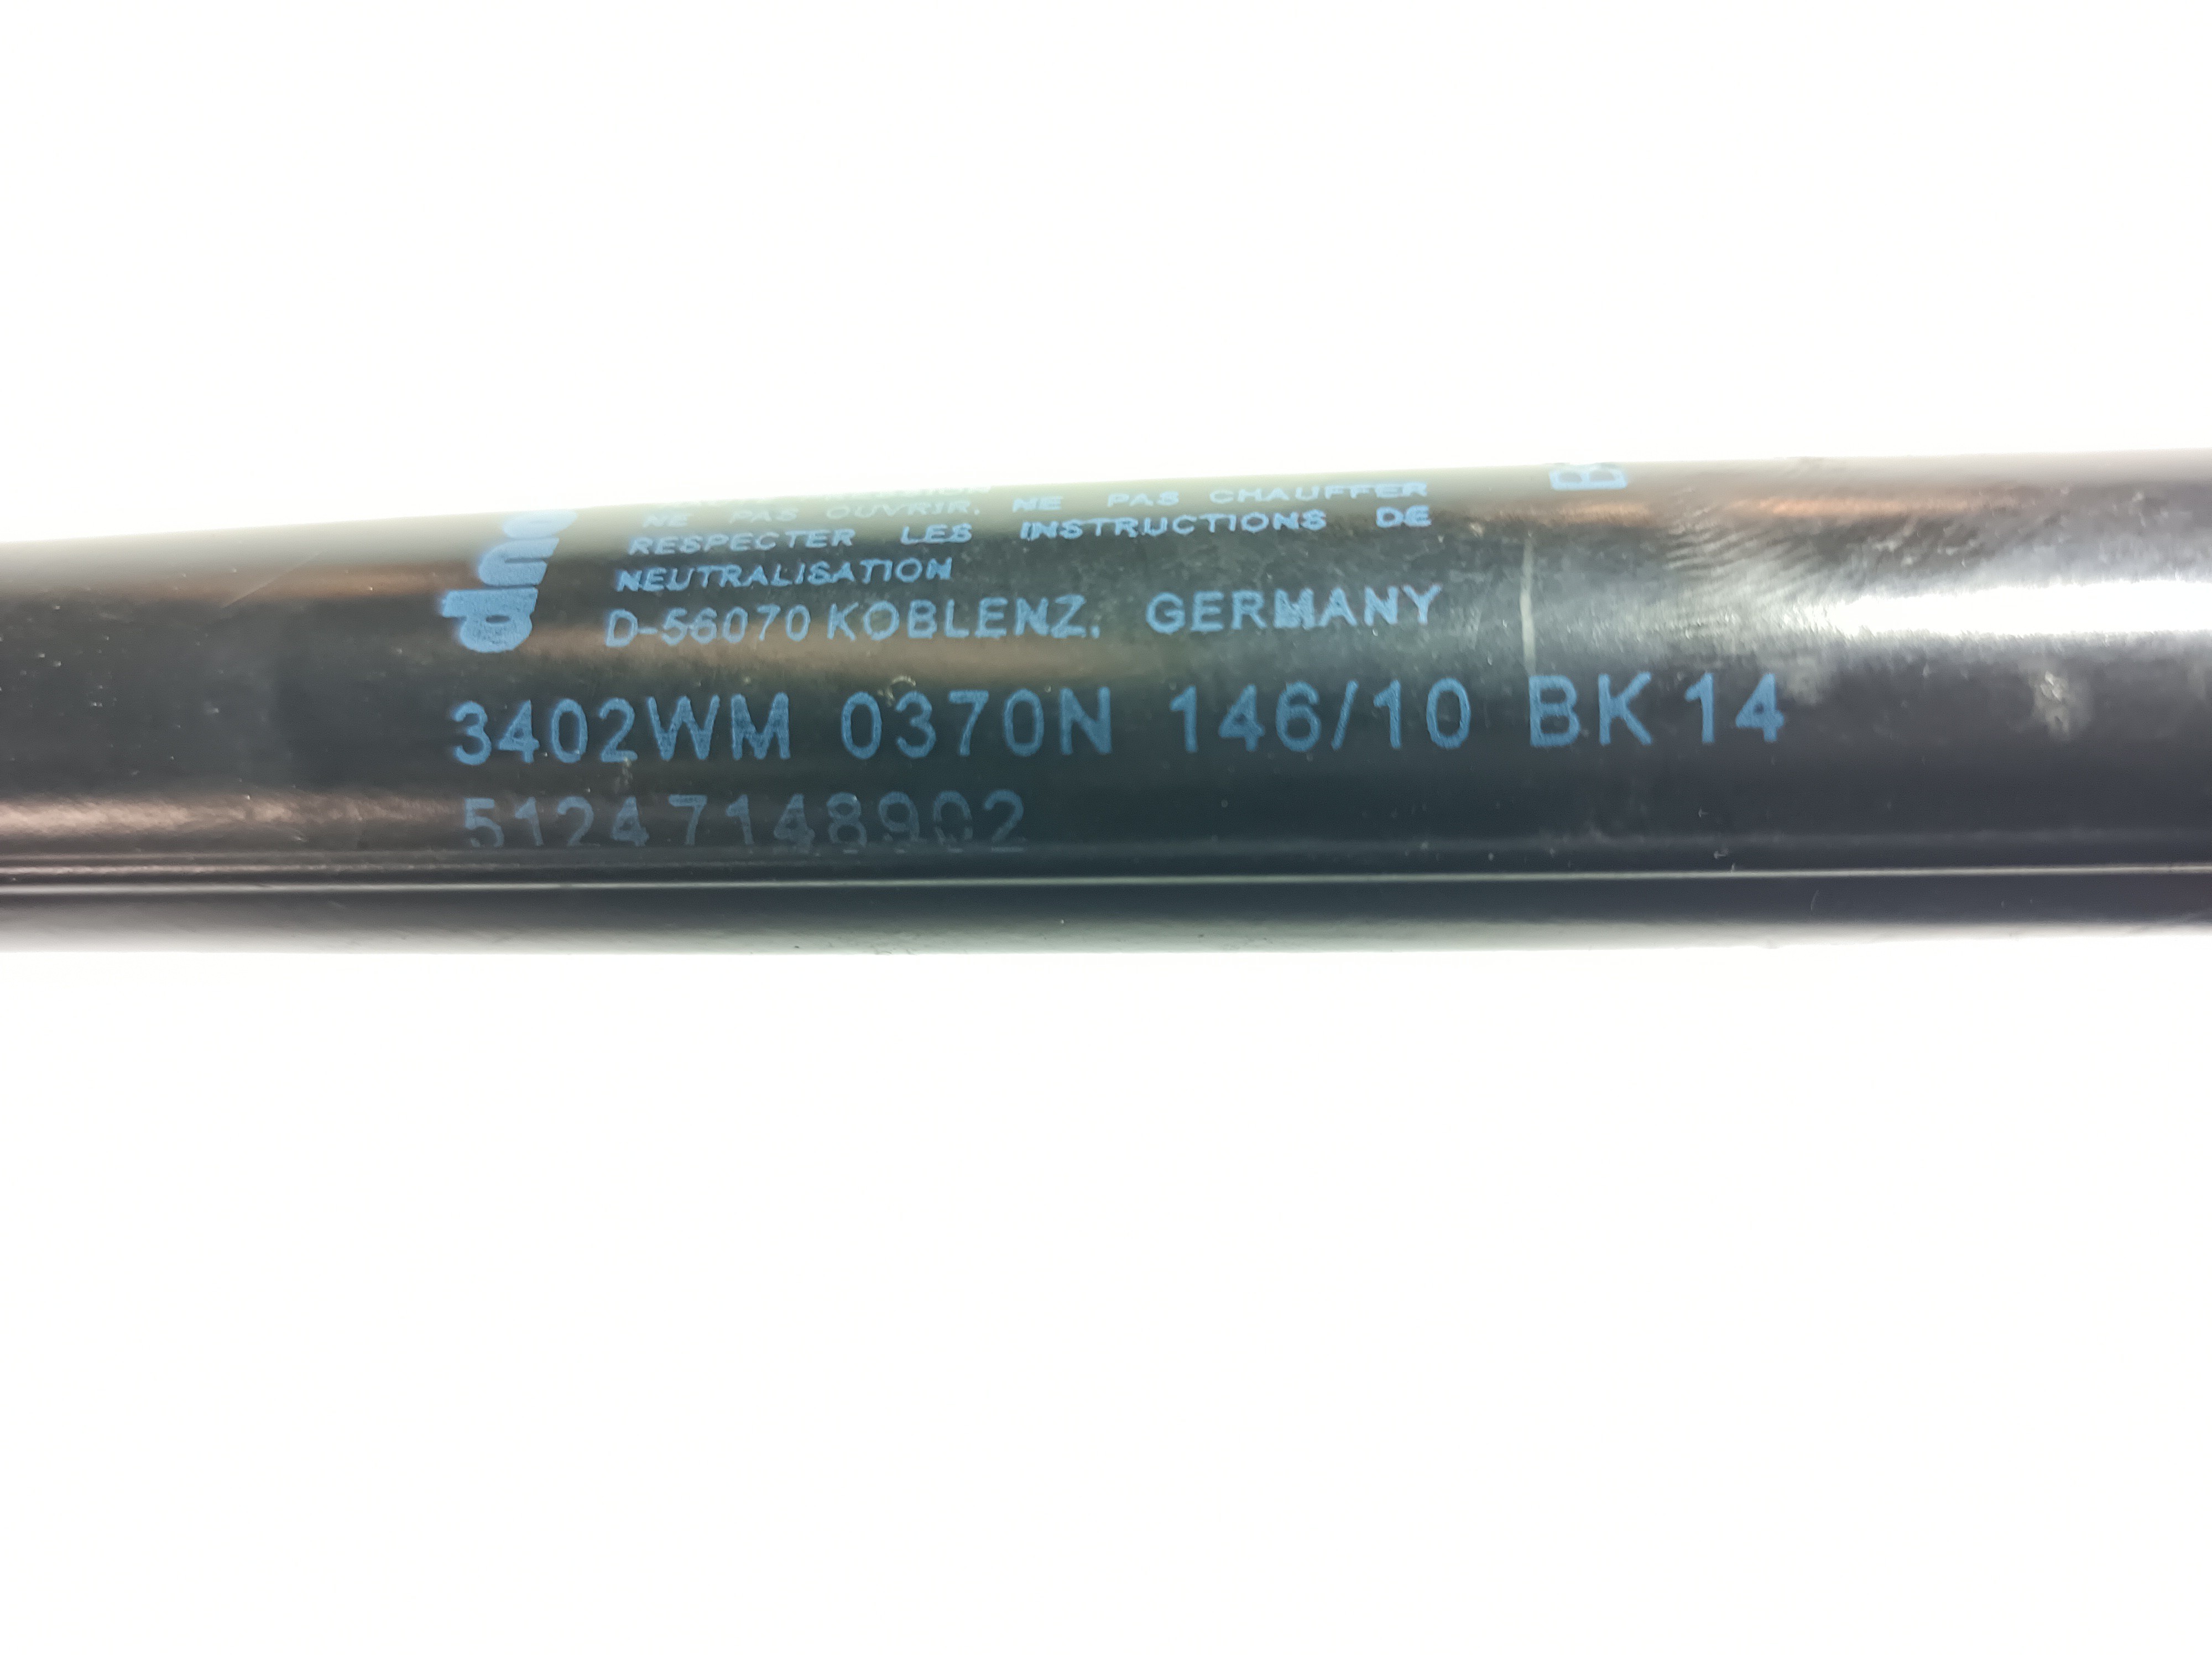 NE PAS OUVRIR, NE PAS CHAUFFER
RESPECTER LES INSTRUCTIONS DE
NEUTRALISATION
D-56070 KOBLENZ, GERMANY
3402WM 0370N 146/10 BK14
51247148902